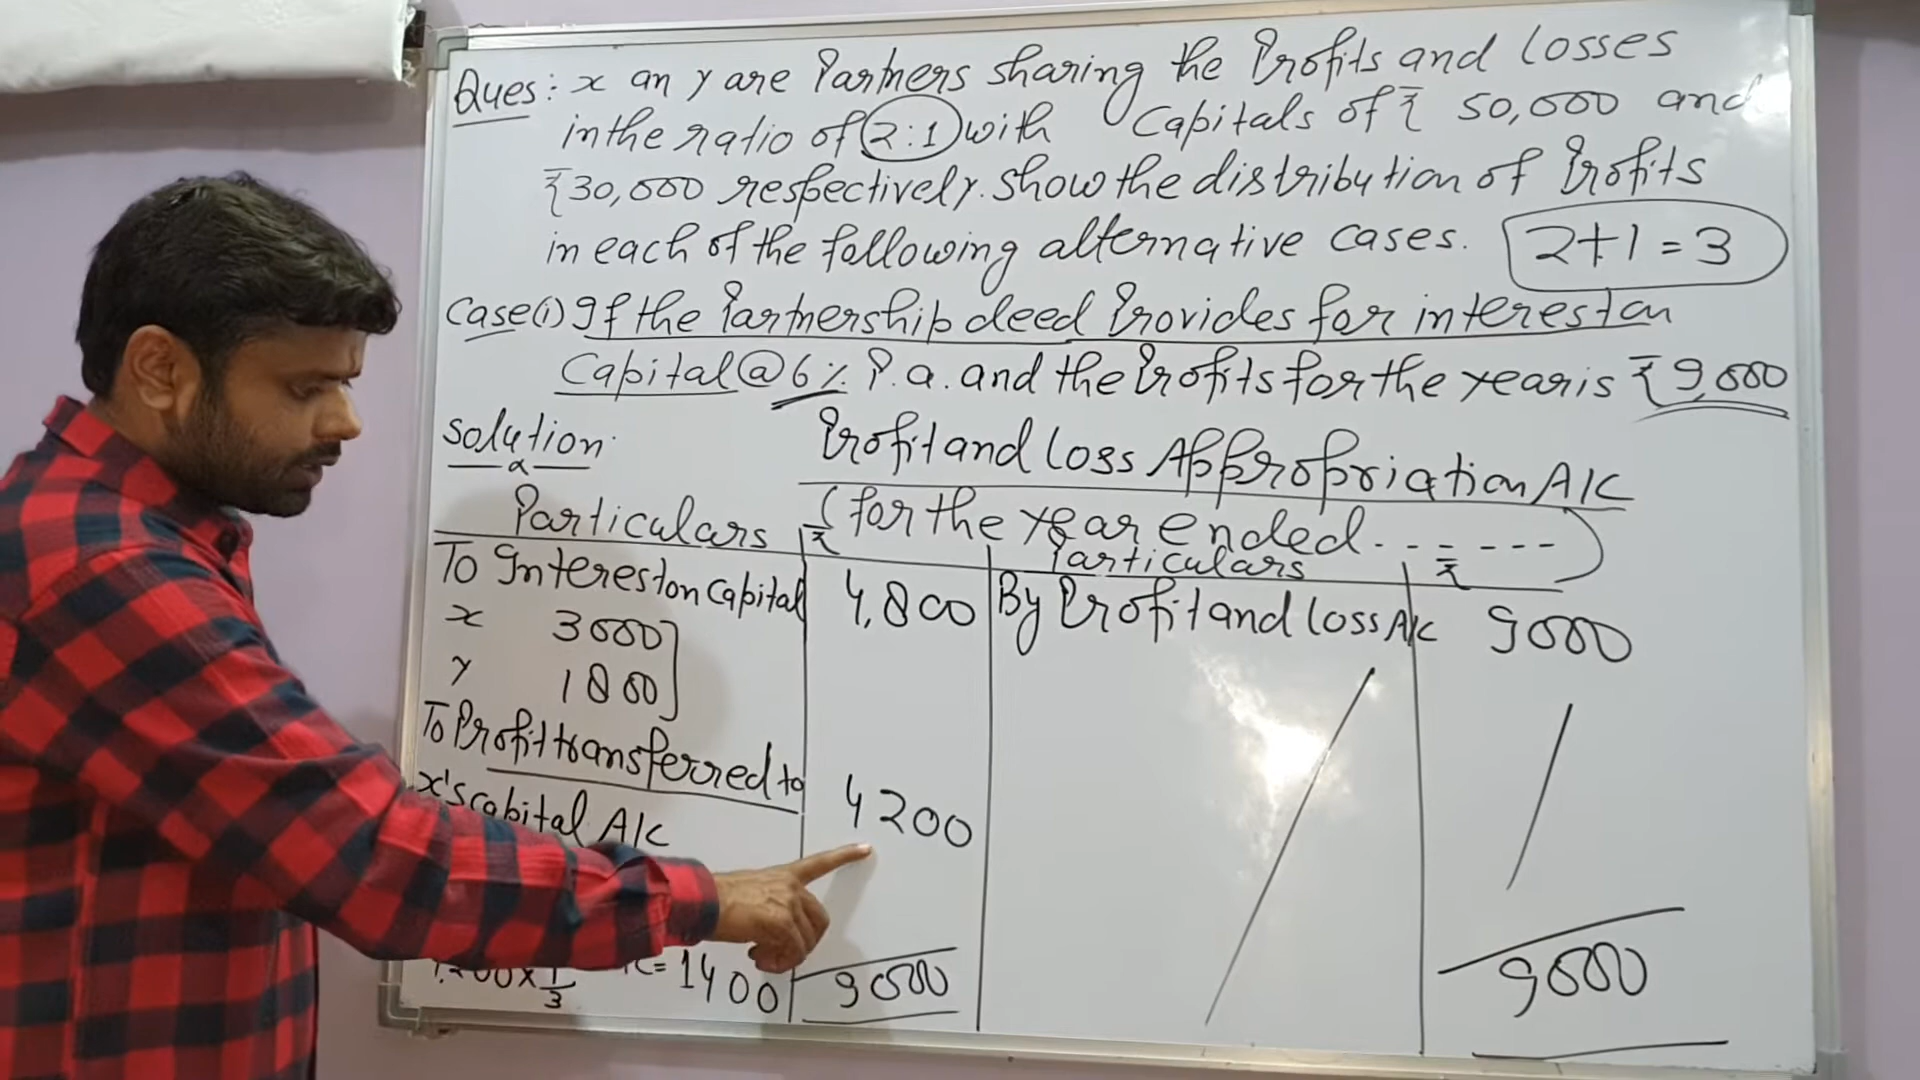 Ques: x an y are Partners sharing the Profits and losses
in the ratio of 2:1 with Capitals of ₹ 50,000 and
₹30,000 respectively. Show the distribution of Profits
in each of the following alternative cases. 2+1=3
Case(i) If the Partnership deed Provides for interest on
Capital @ 6% P.a. and the Profits for the year is ₹9,000
Solution Profit and loss Appropriation A/C
(for the year ended.------)
Particulars ₹ Particulars ₹
To Interest on Capital 4,800 By Profit and loss A/c 9000
x 3000
y 1800
To Profit transferred to
x's capital A/c 4200
200 x 1/3 = 1400 9000 9000